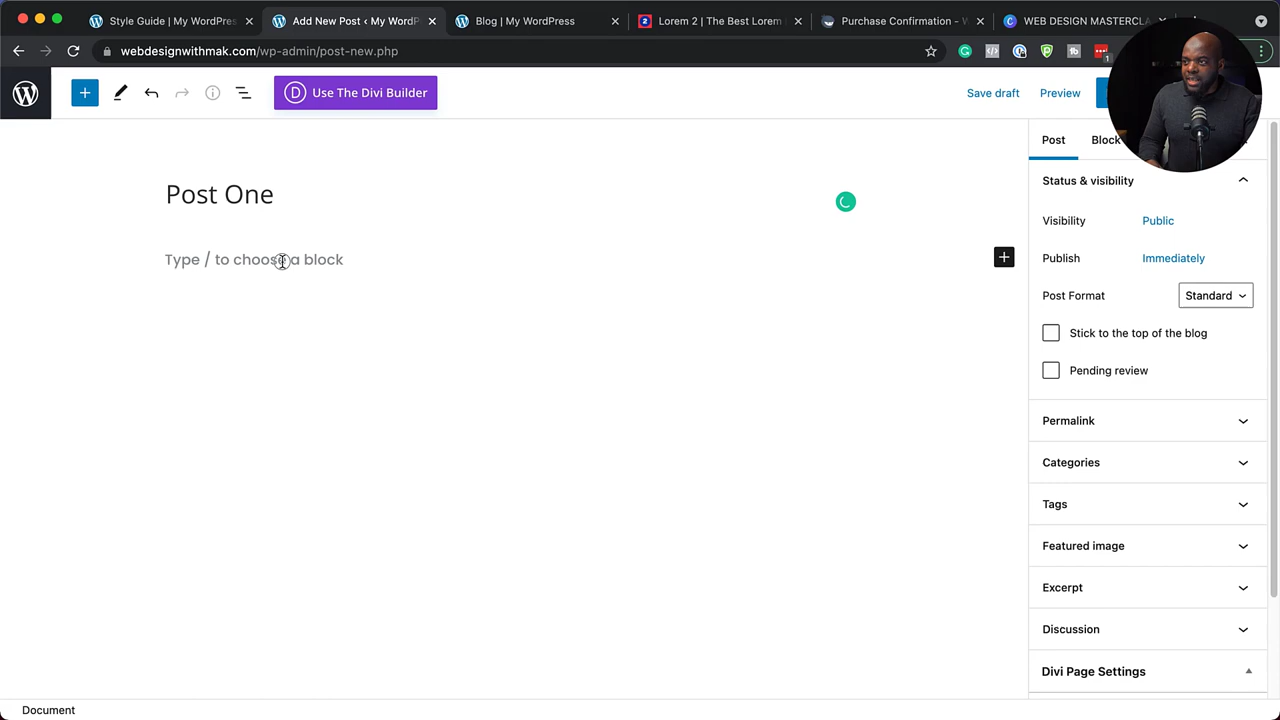 Style Guide | My WordPress
Add New Post ‹ My WordP
Blog | My WordPress
Lorem 2 | The Best Lorem
Purchase Confirmation - W
WEB DESIGN MASTERCLA
webdesignwithmak.com/wp-admin/post-new.php
1
Use The Divi Builder
Save draft
Preview
Post
Block
Post One
Status & visibility
Visibility
Public
Type / to choose a block
Publish
Immediately
Post Format
Standard
Stick to the top of the blog
Pending review
Permalink
Categories
Tags
Featured image
Excerpt
Discussion
Divi Page Settings
Document